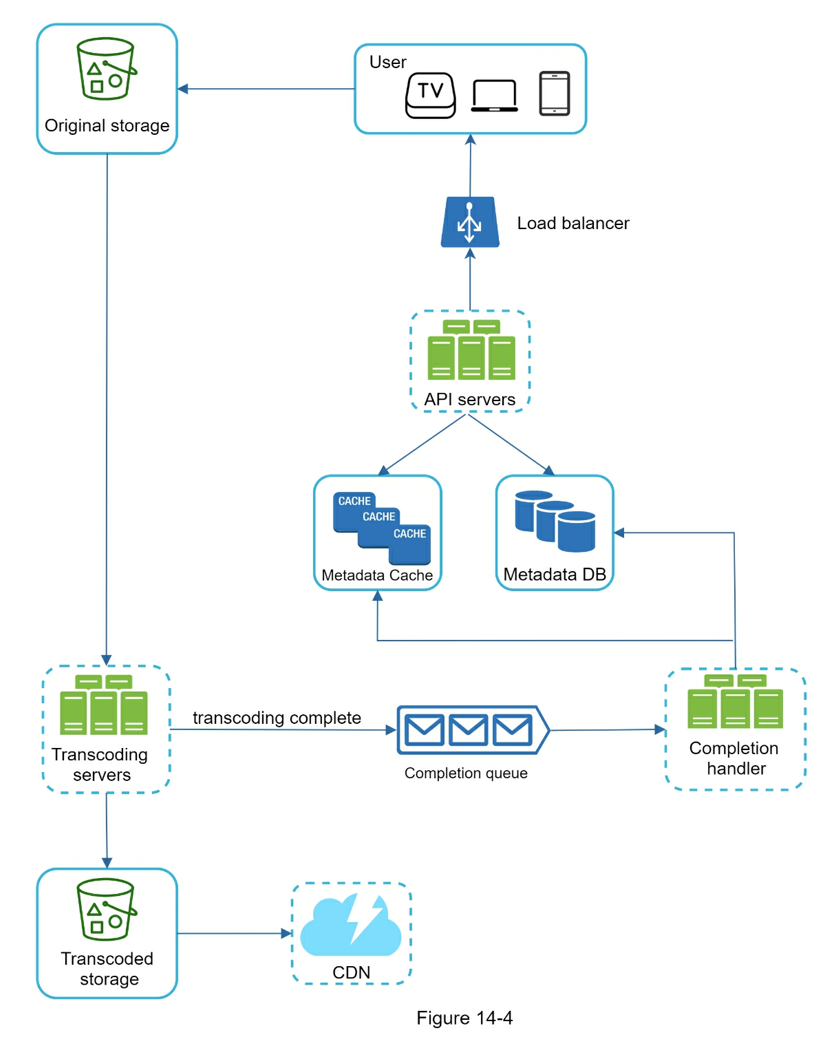 User
TV
Original storage
Load balancer
API servers
CACHE
CACHE
CACHE
Metadata Cache
Metadata DB
transcoding complete
Transcoding
servers
Completion queue
Completion
handler
Transcoded
storage
CDN
Figure 14-4